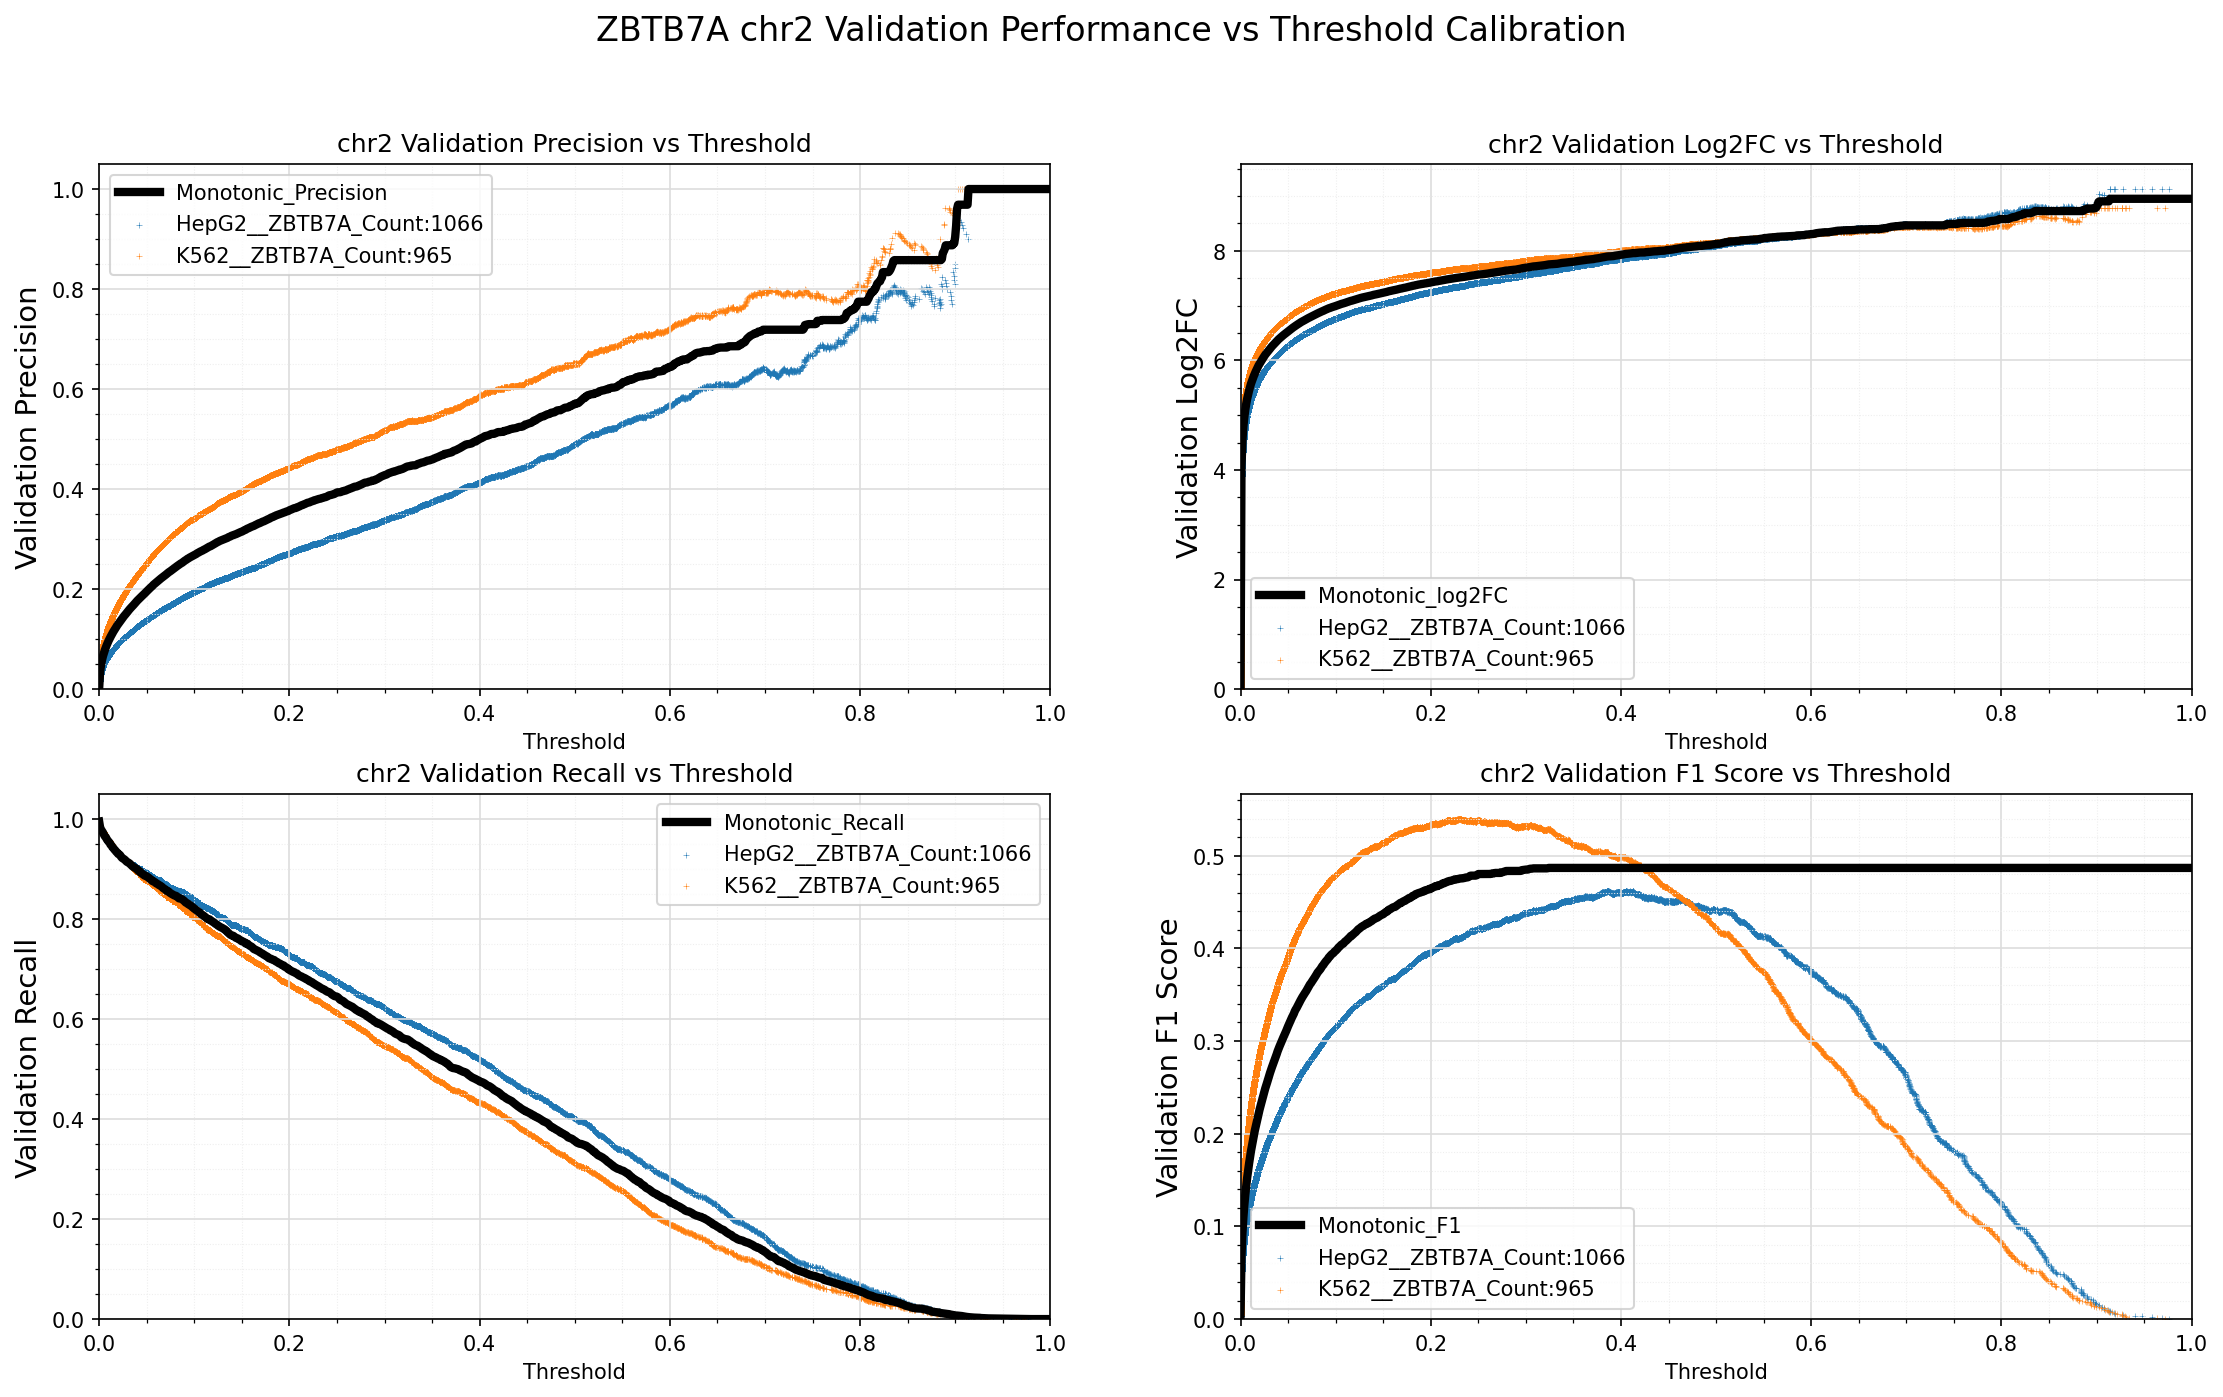 ZBTB7A chr2 Validation Performance vs Threshold Calibration
chr2 Validation Precision vs Threshold
Validation Precision
1.0
0.8
0.6
0.4
0.2
0.0
Monotonic_Precision
HepG2__ZBTB7A_Count:1066
K562__ZBTB7A_Count:965
0.0 0.2 0.4 0.6 0.8 1.0
Threshold
chr2 Validation Log2FC vs Threshold
Validation Log2FC
8
6
4
2
0
Monotonic_log2FC
HepG2__ZBTB7A_Count:1066
K562__ZBTB7A_Count:965
0.0 0.2 0.4 0.6 0.8 1.0
Threshold
chr2 Validation Recall vs Threshold
Validation Recall
1.0
0.8
0.6
0.4
0.2
0.0
Monotonic_Recall
HepG2__ZBTB7A_Count:1066
K562__ZBTB7A_Count:965
0.0 0.2 0.4 0.6 0.8 1.0
Threshold
chr2 Validation F1 Score vs Threshold
Validation F1 Score
0.5
0.4
0.3
0.2
0.1
0.0
Monotonic_F1
HepG2__ZBTB7A_Count:1066
K562__ZBTB7A_Count:965
0.0 0.2 0.4 0.6 0.8 1.0
Threshold